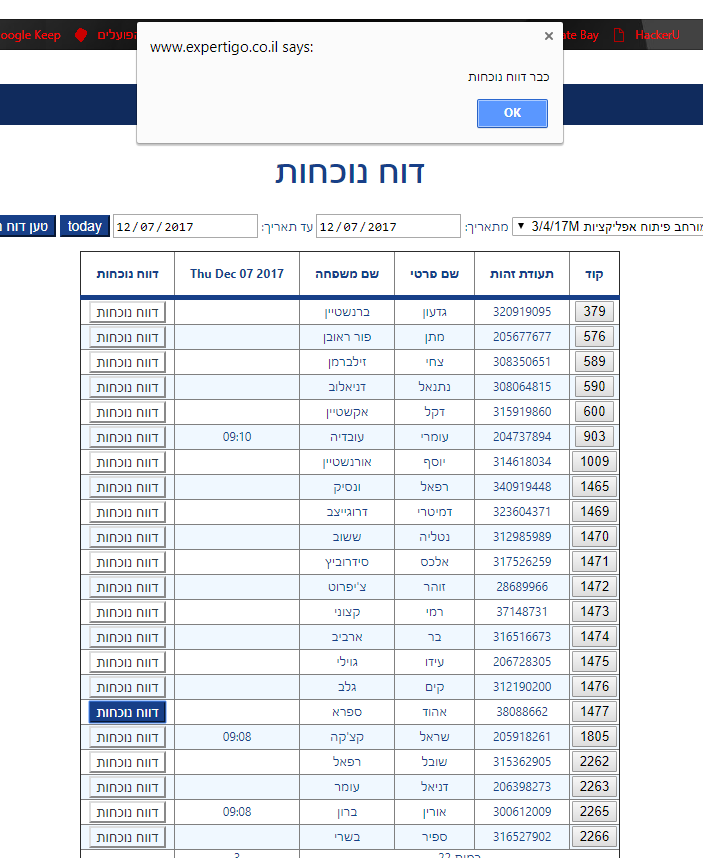 oogle Keep הפועלים ate Bay HackerU
www.expertigo.co.il says:
כבר דווח נוכחות
OK
דוח נוכחות
מורחב פיתוח אפליקציות 3/4/17M מתאריך: 12/07/2017 עד תאריך: 12/07/2017 today טען דוח
קוד תעודת זהות שם פרטי שם משפחה Thu Dec 07 2017 דווח נוכחות
379 320919095 גדעון ברנשטיין דווח נוכחות
576 205677677 מתן פור ראובן דווח נוכחות
589 308350651 צחי זילברמן דווח נוכחות
590 308064815 נתנאל דניאלוב דווח נוכחות
600 315919860 דקל אקשטיין דווח נוכחות
903 204737894 עומרי עובדיה 09:10 דווח נוכחות
1009 314618034 יוסף אורנשטיין דווח נוכחות
1465 340919448 רפאל ונסיק דווח נוכחות
1469 323604371 דמיטרי דרוגייצב דווח נוכחות
1470 312985989 נטליה ששוב דווח נוכחות
1471 317526259 אלכס סידרוביץ דווח נוכחות
1472 28689966 זוהר צ'יפרוט דווח נוכחות
1473 37148731 רמי קצוני דווח נוכחות
1474 316516673 בר ארביב דווח נוכחות
1475 206728305 עידו גוילי דווח נוכחות
1476 312190200 קים גלב דווח נוכחות
1477 38088662 אהוד ספרא דווח נוכחות
1805 205918261 שראל קצ'קה 09:08 דווח נוכחות
2262 315362905 שובל רפאל דווח נוכחות
2263 206398273 דניאל עומר דווח נוכחות
2265 300612009 אורין ברון 09:08 דווח נוכחות
2266 316527902 ספיר בשרי דווח נוכחות
כמות 22 3